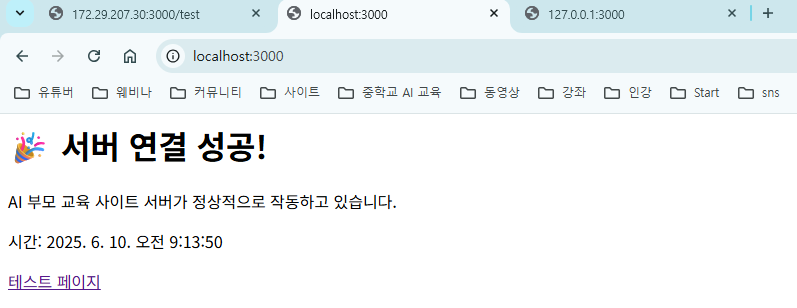 172.29.207.30:3000/test
localhost:3000
127.0.0.1:3000
localhost:3000
유튜버 웨비나 커뮤니티 사이트 중학교 AI 교육 동영상 강좌 인강 Start sns
🎉 서버 연결 성공!
AI 부모 교육 사이트 서버가 정상적으로 작동하고 있습니다.
시간: 2025. 6. 10. 오전 9:13:50
테스트 페이지